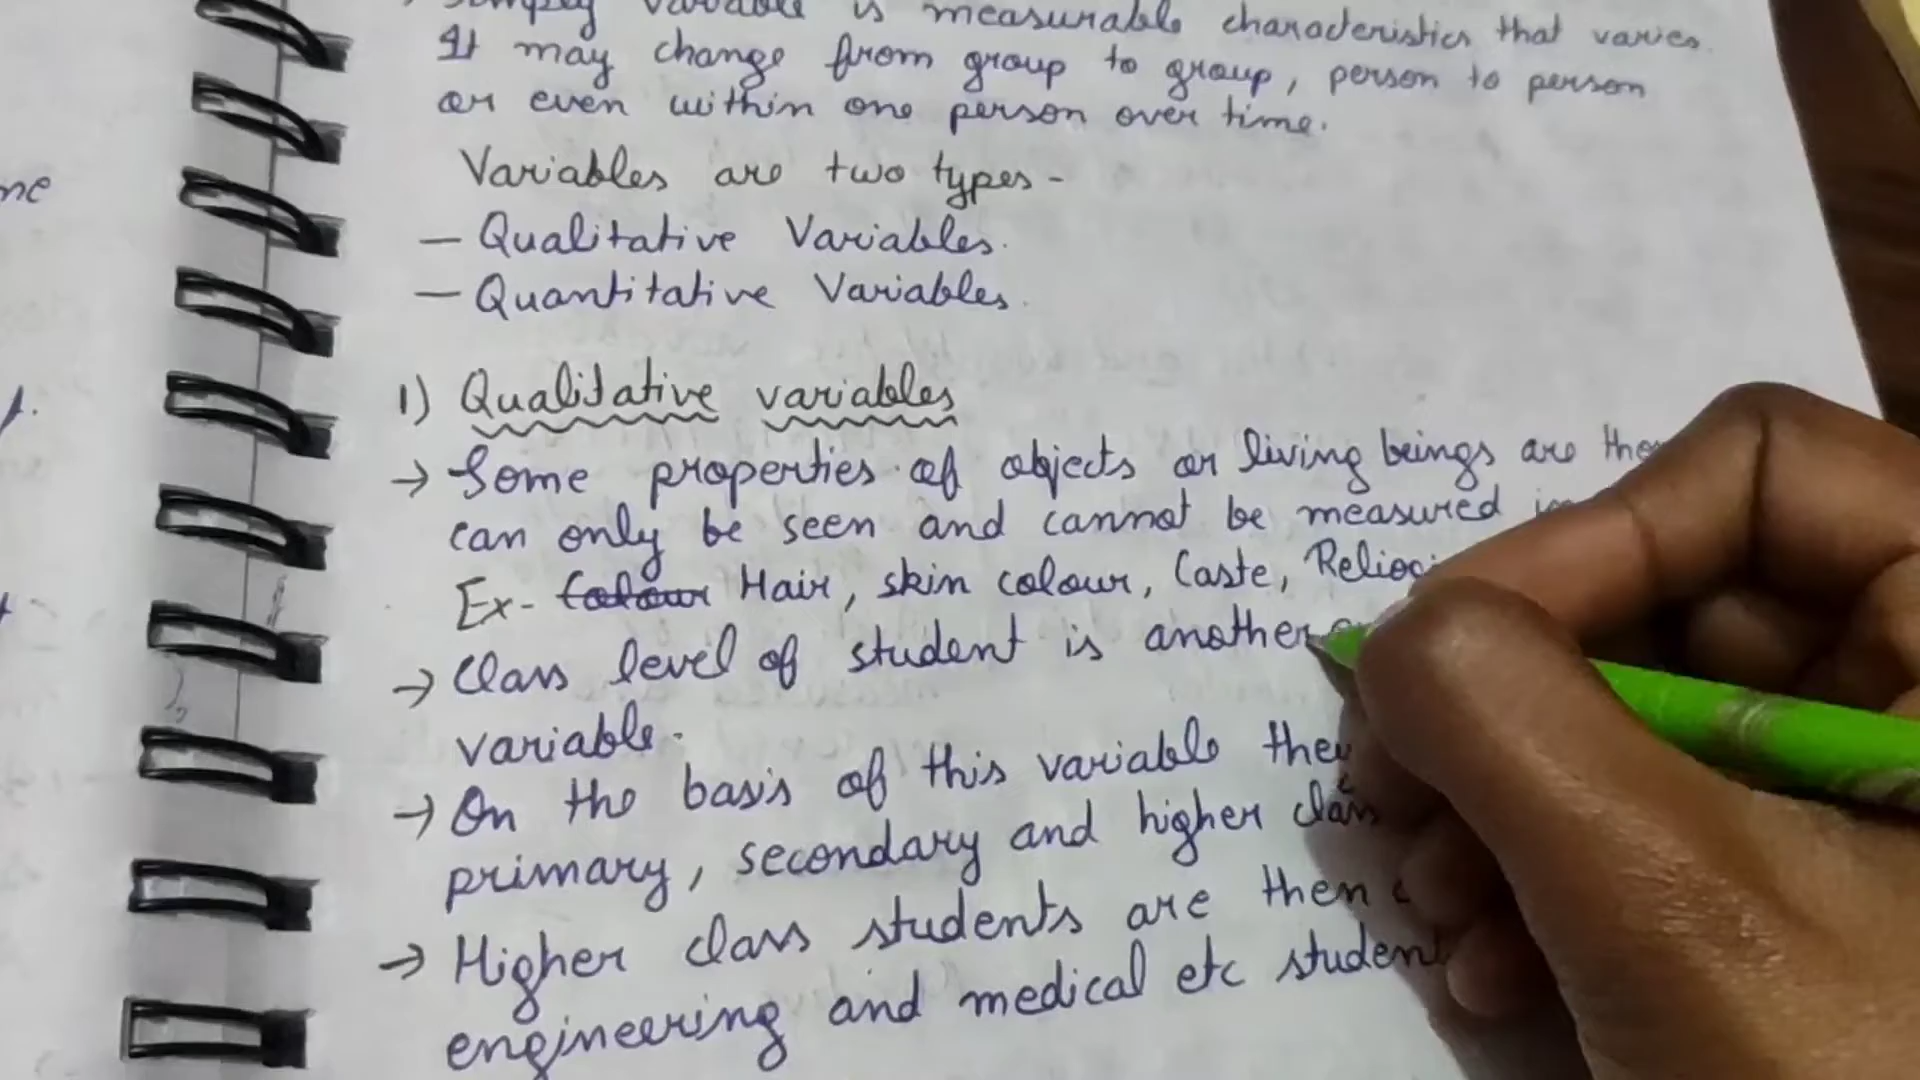 Simply variable is measurable characteristics that varies.
It may change from group to group, person to person
or even within one person over time.
Variables are two types-
— Qualitative Variables.
— Quantitative Variables.
1) Qualitative variables
→ Some properties of objects or living beings are
can only be seen and cannot be measured
Ex- Hair, skin colour, Caste,
→ Class level of student is another
variable.
→ On the basis of this variable
primary, secondary and higher
→ Higher class students are then
engineering and medical etc student